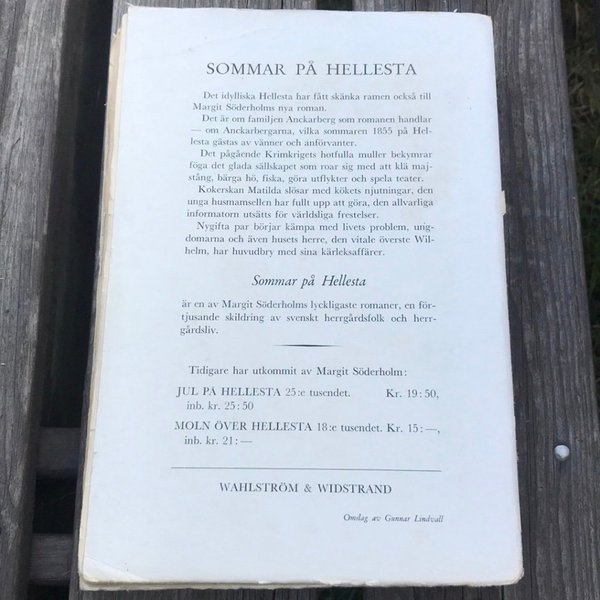 SOMMAR PÅ HELLESTA
Det idylliska Hellesta har fått skänka ramen också till
Margit Söderholms nya roman.
Det är om familjen Anckarberg som romanen handlar
— om Anckarbergarna, vilka sommaren 1855 på Hel-
lesta gästas av vänner och anförvanter.
Det pågående Krimkrigets hotfulla muller bekymrar
föga det glada sällskapet som roar sig med att klä maj-
stång, bärga hö, fiska, göra utflykter och spela teater.
Kokerskan Matilda slösar med kökets njutningar, den
unga husmamsellen har fullt upp att göra, den allvarlige
informatorn utsätts för världsliga frestelser.
Nygifta par börjar kämpa med livets problem, ung-
domarna och även husets herre, den vitale överste Wil-
helm, har huvudbry med sina kärleksaffärer.
Sommar på Hellesta
är en av Margit Söderholms lyckligaste romaner, en för-
tjusande skildring av svenskt herrgårdsfolk och herr-
gårdsliv.
Tidigare har utkommit av Margit Söderholm:
JUL PÅ HELLESTA 25:e tusendet. Kr. 19:50,
inb. kr. 25:50
MOLN ÖVER HELLESTA 18:e tusendet. Kr. 15:—,
inb. kr. 21:—
WAHLSTRÖM & WIDSTRAND
Omslag av Gunnar Lindvall